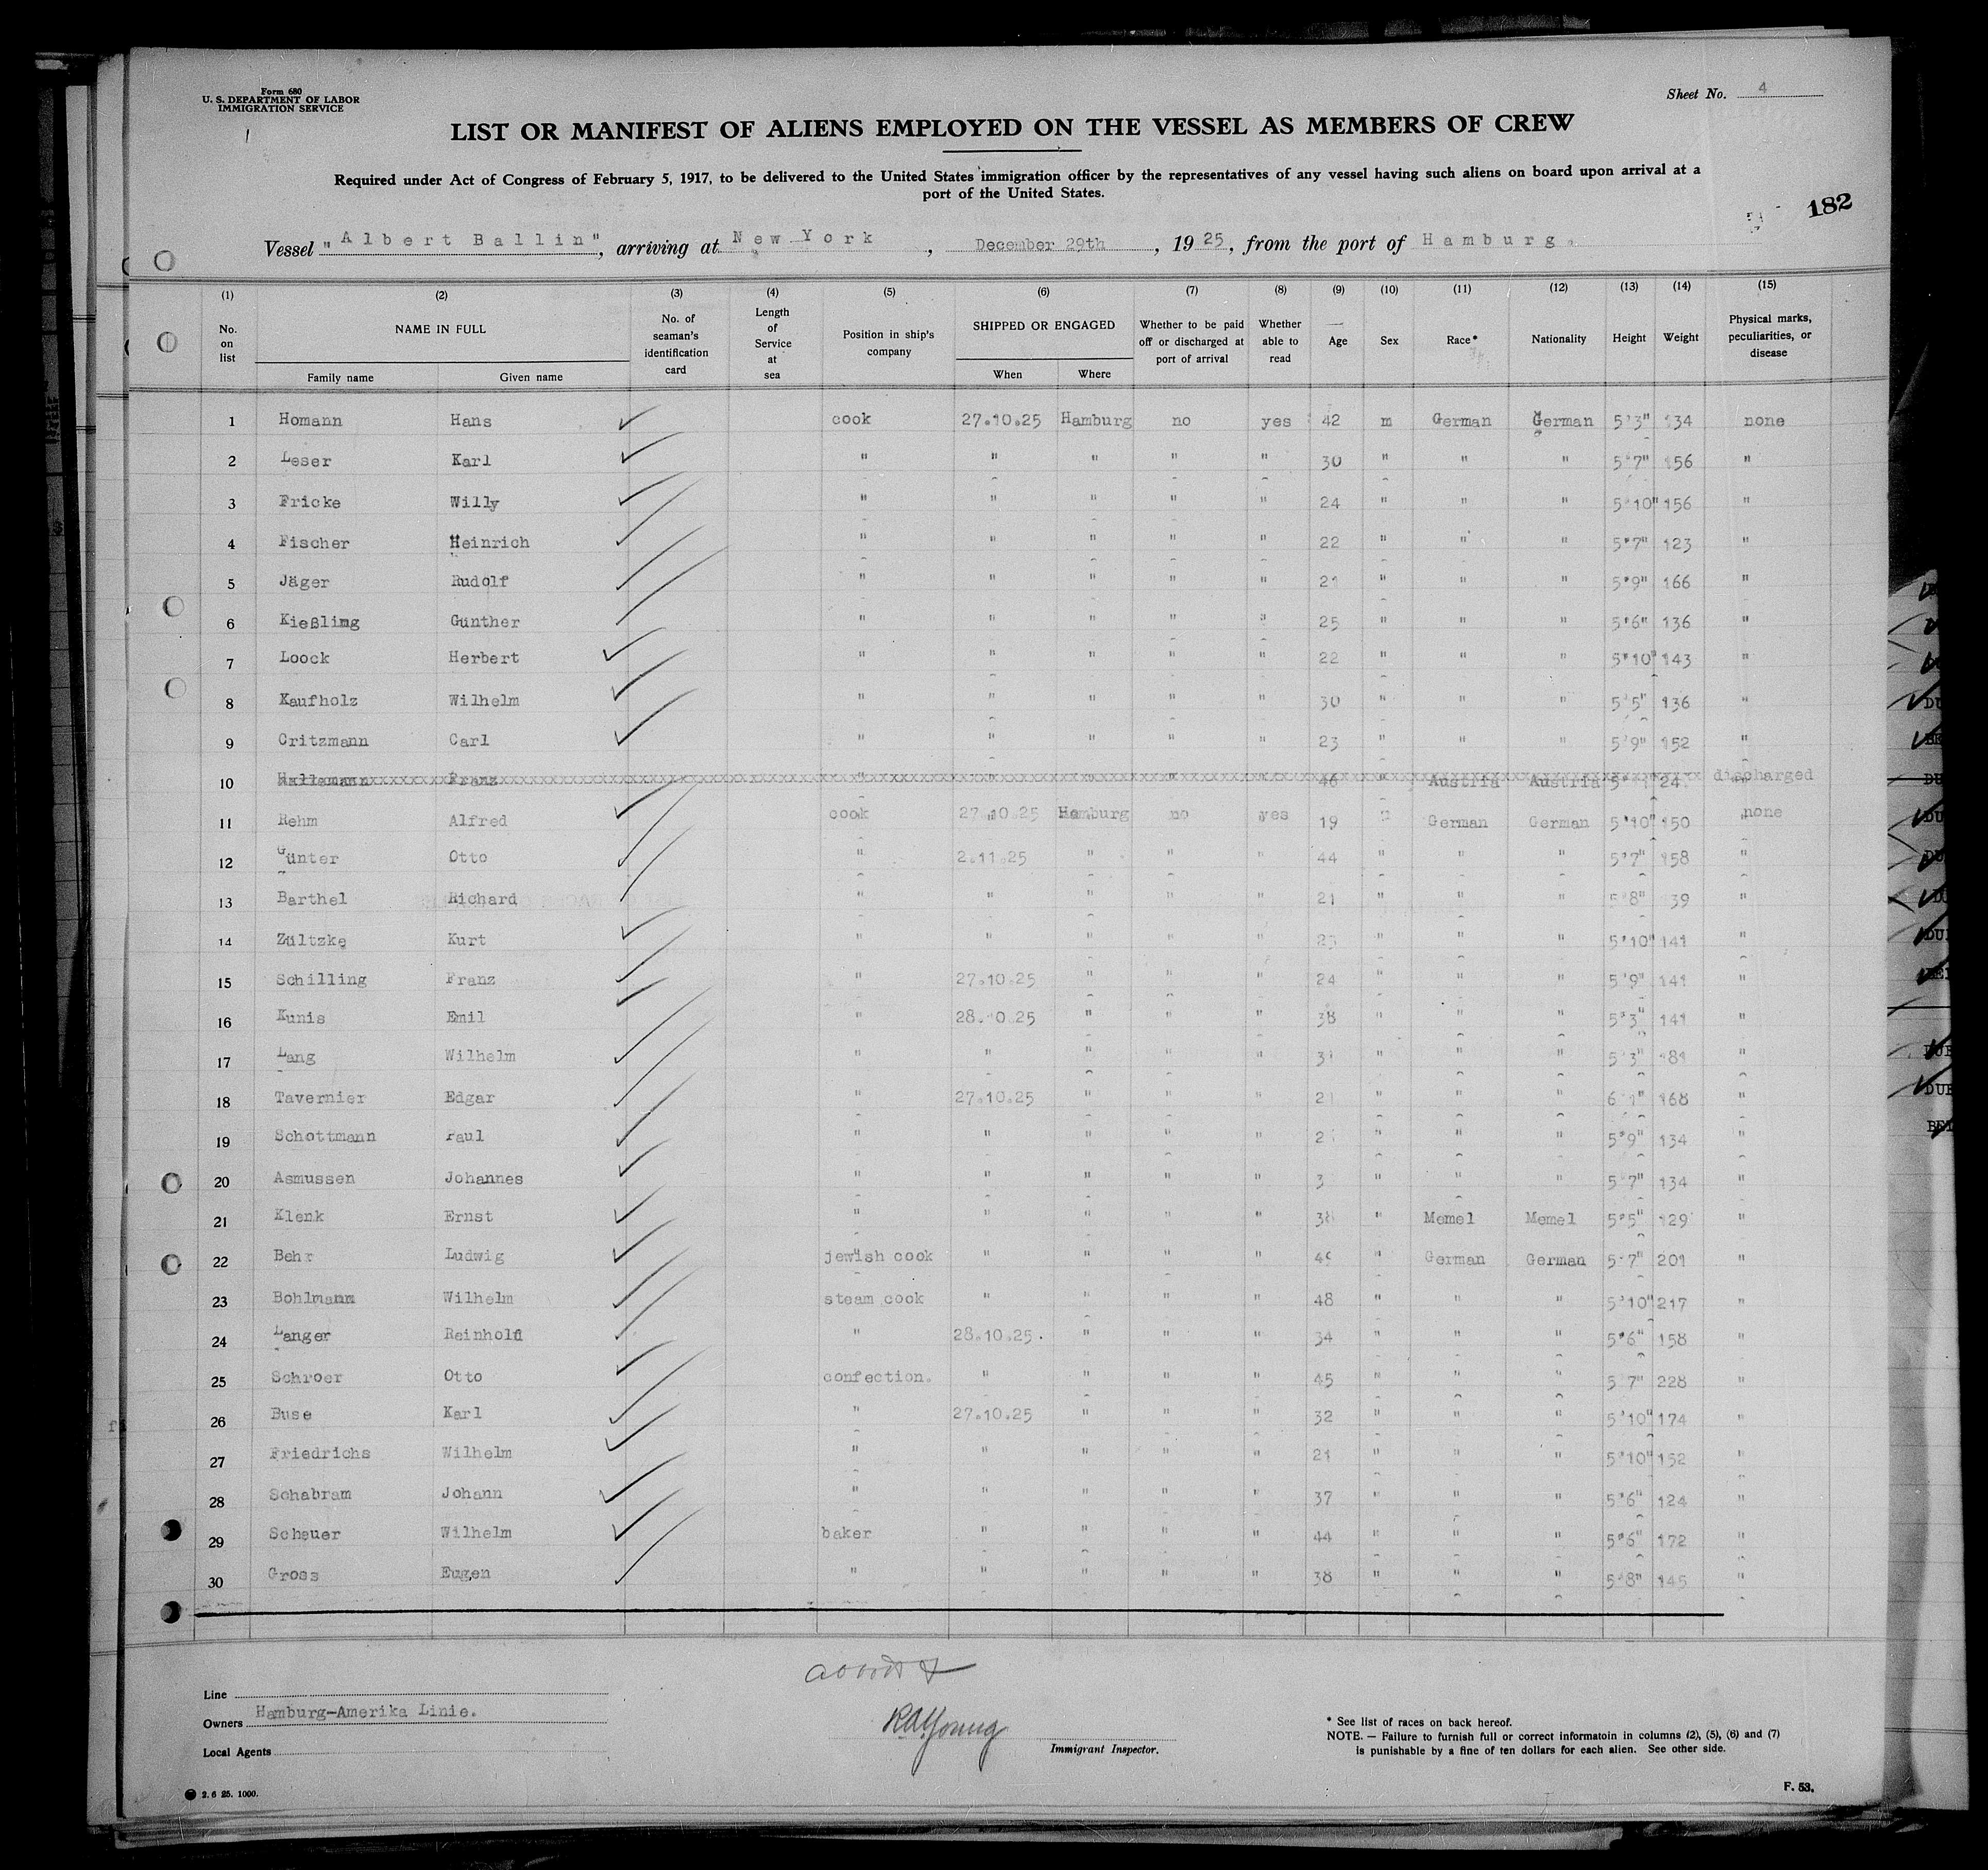 Form 680
U. S. DEPARTMENT OF LABOR
IMMIGRATION SERVICE
Sheet No. 4
LIST OR MANIFEST OF ALIENS EMPLOYED ON THE VESSEL AS MEMBERS OF CREW
Required under Act of Congress of February 5, 1917, to be delivered to the United States immigration officer by the representatives of any vessel having such aliens on board upon arrival at a
port of the United States.
182
Vessel "Albert Ballin", arriving at New York, December 29th, 1925, from the port of Hamburg.
(1) (2) (3) (4) (5) (6) (7) (8) (9) (10) (11) (12) (13) (14) (15)
No. on list NAME IN FULL Family name Given name No. of seaman's identification card Length of Service at sea Position in ship's company SHIPPED OR ENGAGED When Where Whether to be paid off or discharged at port of arrival Whether able to read Age Sex Race* Nationality Height Weight Physical marks, peculiarities, or disease
1 Homann Hans cook 27.10.25 Hamburg no yes 42 m German German 5'3" 134 none
2 Leser Karl " " " " " 30 " " " 5'7" 156 "
3 Fricke Willy " " " " " 24 " " " 5'10" 156 "
4 Fischer Heinrich " " " " " 22 " " " 5'7" 123 "
5 Jäger Rudolf " " " " " 21 " " " 5'9" 166 "
6 Kießling Gunther " " " " " 25 " " " 5'6" 136 "
7 Loock Herbert " " " " " 22 " " " 5'10" 143 "
8 Kaufholz Wilhelm " " " " " 30 " " " 5'5" 136 "
9 Critzmann Carl " " " " " 23 " " " 5'9" 152 "
10 Hallemann Franz " " " " " 46 " Austria Austria discharged
11 Rehm Alfred cook 27.10.25 Hamburg no yes 19 German German 5'10" 150 none
12 Günter Otto " 2.11.25 " " " 44 " " " 5'7" 158 "
13 Barthel Richard " " " " " 21 " " " 5'8" 39 "
14 Zültzke Kurt " " " " " " " " 5'10" 141 "
15 Schilling Franz " 27.10.25 " " " 24 " " " 5'9" 141 "
16 Kunis Emil " 28.10.25 " " " 38 " " " 5'3" 141 "
17 Lang Wilhelm " " " " " 31 " " " 5'3" 181 "
18 Tavernier Edgar " 27.10.25 " " " 21 " " " 6'1" 168 "
19 Schottmann Paul " " " " " " " " 5'9" 134 "
20 Asmussen Johannes " " " " " " " " 5'7" 134 "
21 Klenk Ernst " " " " " 38 " Memel Memel 5'5" 129 "
22 Behr Ludwig jewish cook " " " " " German German 5'7" 201 "
23 Bohlmann Wilhelm steam cook " " " " 48 " " " 5'10" 217 "
24 Langer Reinhold " 28.10.25. " " " 34 " " " 5'6" 158 "
25 Schroer Otto confection. " " " " 45 " " " 5'7" 228 "
26 Buse Karl " 27.10.25 " " " 32 " " " 5'10" 174 "
27 Friedrichs Wilhelm " " " " " 21 " " " 5'10" 152 "
28 Schabram Johann " " " " " 37 " " " 5'6" 124 "
29 Scheuer Wilhelm baker " " " " 44 " " " 5'6" 172 "
30 Gross Eugen " " " " " 38 " " " 5'8" 145 "
Line
Owners Hamburg-Amerika Linie.
Local Agents
RA Young
Immigrant Inspector.
* See list of races on back hereof.
NOTE. — Failure to furnish full or correct informatoin in columns (2), (5), (6) and (7)
is punishable by a fine of ten dollars for each alien. See other side.
2. 6 25. 1000.
F. 53.